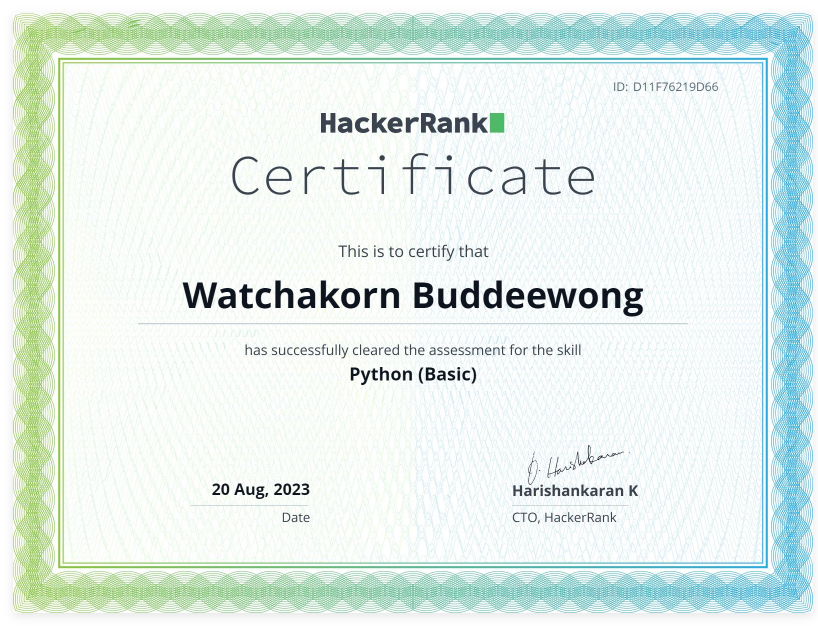 ID: D11F76219D66
HackerRank
Certificate
This is to certify that
Watchakorn Buddeewong
has successfully cleared the assessment for the skill
Python (Basic)
20 Aug, 2023
Date
Harishankaran K
CTO, HackerRank